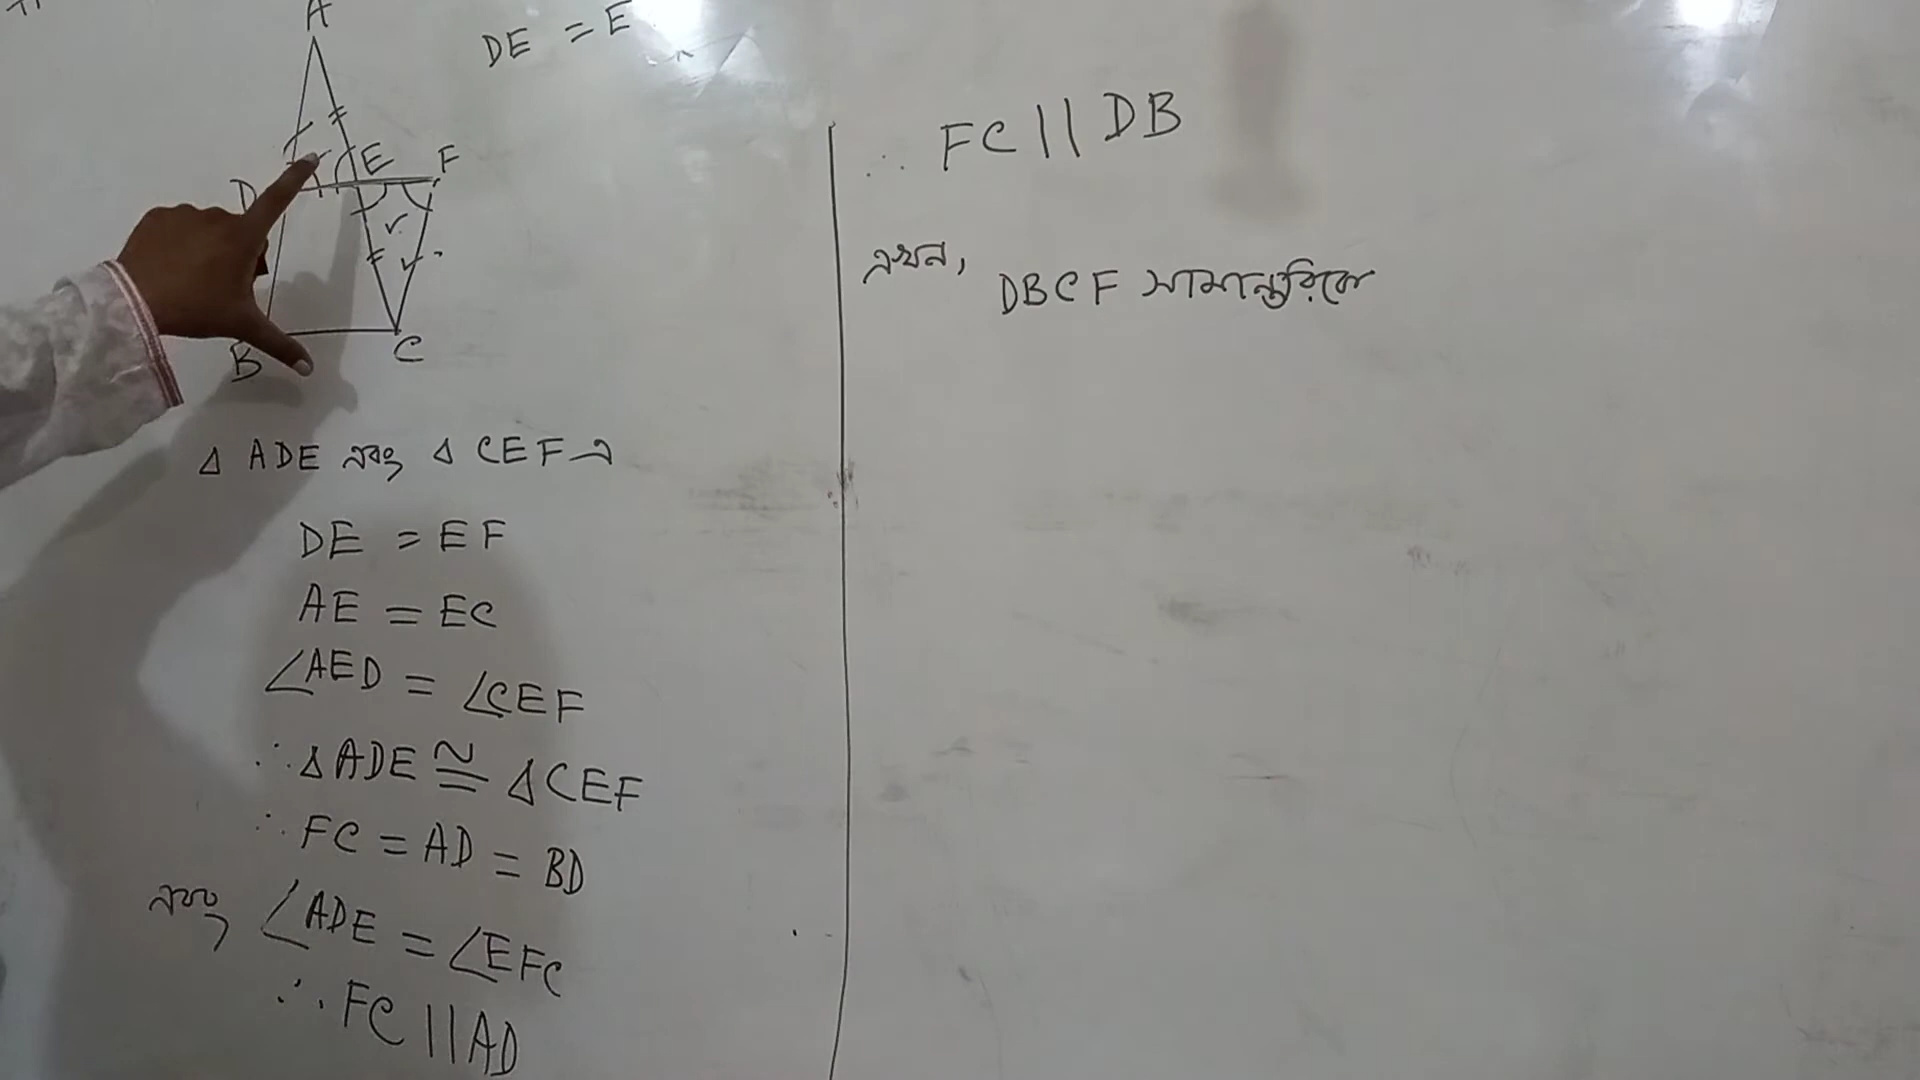 A
DE = E
E F
D
B C
Δ ADE এবং Δ CEF এ
DE = EF
AE = EC
∠AED = ∠CEF
∴ Δ ADE ≅ Δ CEF
∴ FC = AD = BD
এবং ∠ADE = ∠EFC
∴ FC || AD
∴ FC || DB
এখন, DBCF সামান্তরিকে